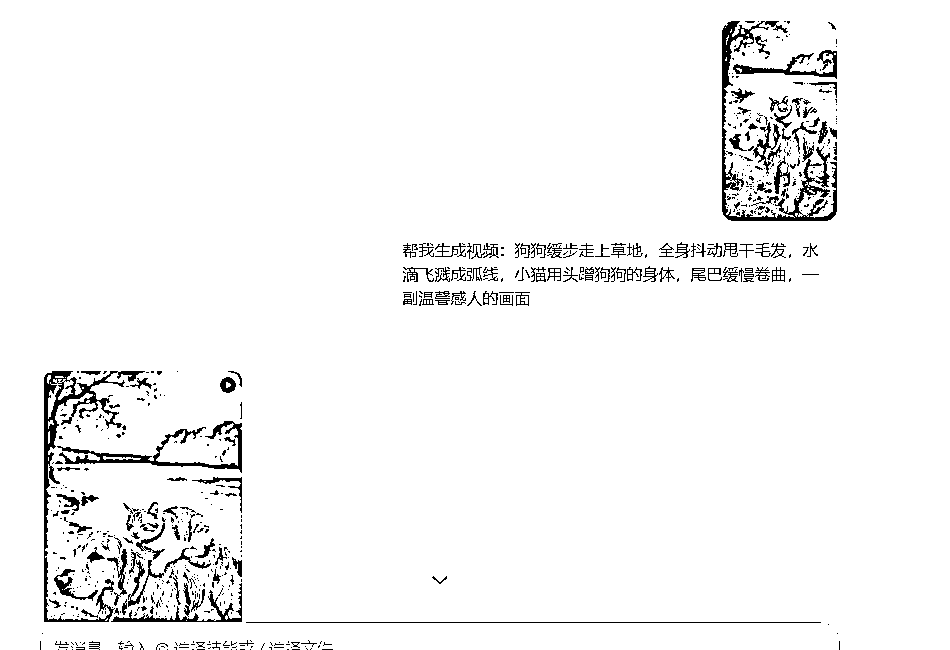 帮我生成视频：狗狗缓步走上草地，全身抖动甩干毛发，水
滴飞溅成弧线，小猫用头蹭狗狗的身体，尾巴缓慢卷曲，一
副温馨感人的画面